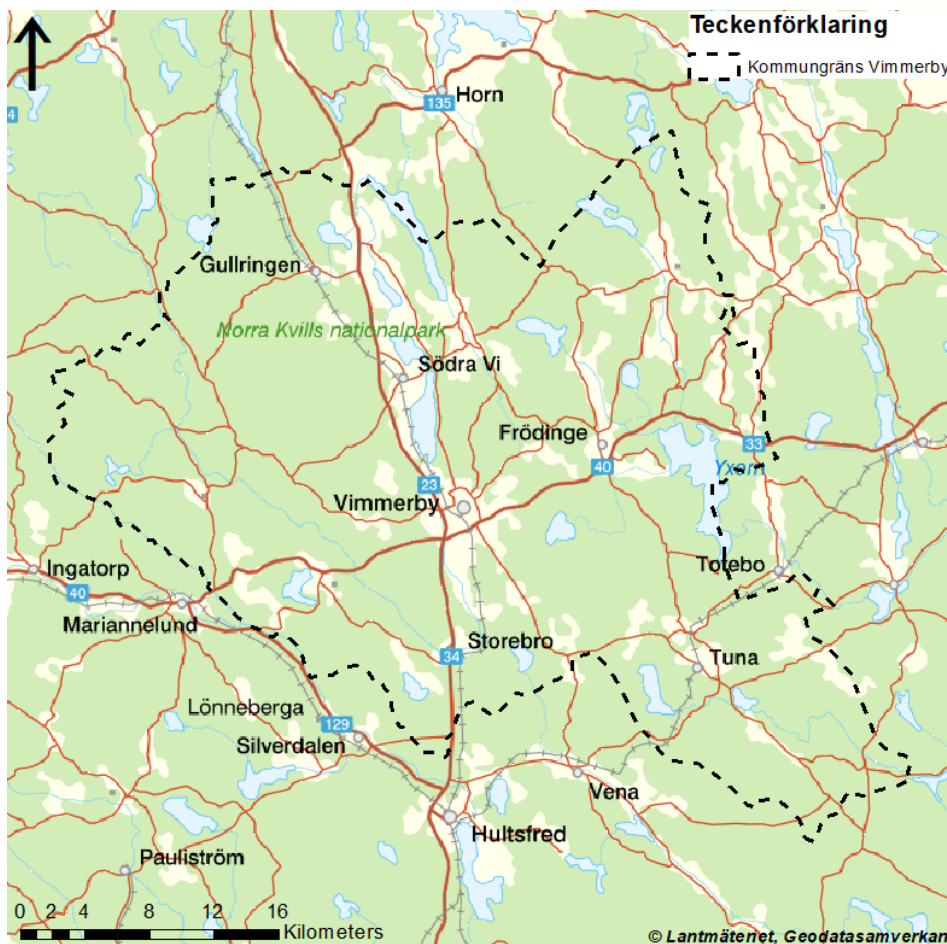 Teckenförklaring
Kommungräns Vimmerby
135
Horn
4
Gullringen
Norra Kvills nationalpark
Södra Vi
Frödinge
33
40
Yxern
23
Vimmerby
Ingatorp
40
Totebo
Mariannelund
Storebro
34
Tuna
Lönneberga
129
Silverdalen
Vena
Hultsfred
Pauliström
0 2 4 8 12 16
Kilometers
© Lantmäteriet, Geodatasamverkan